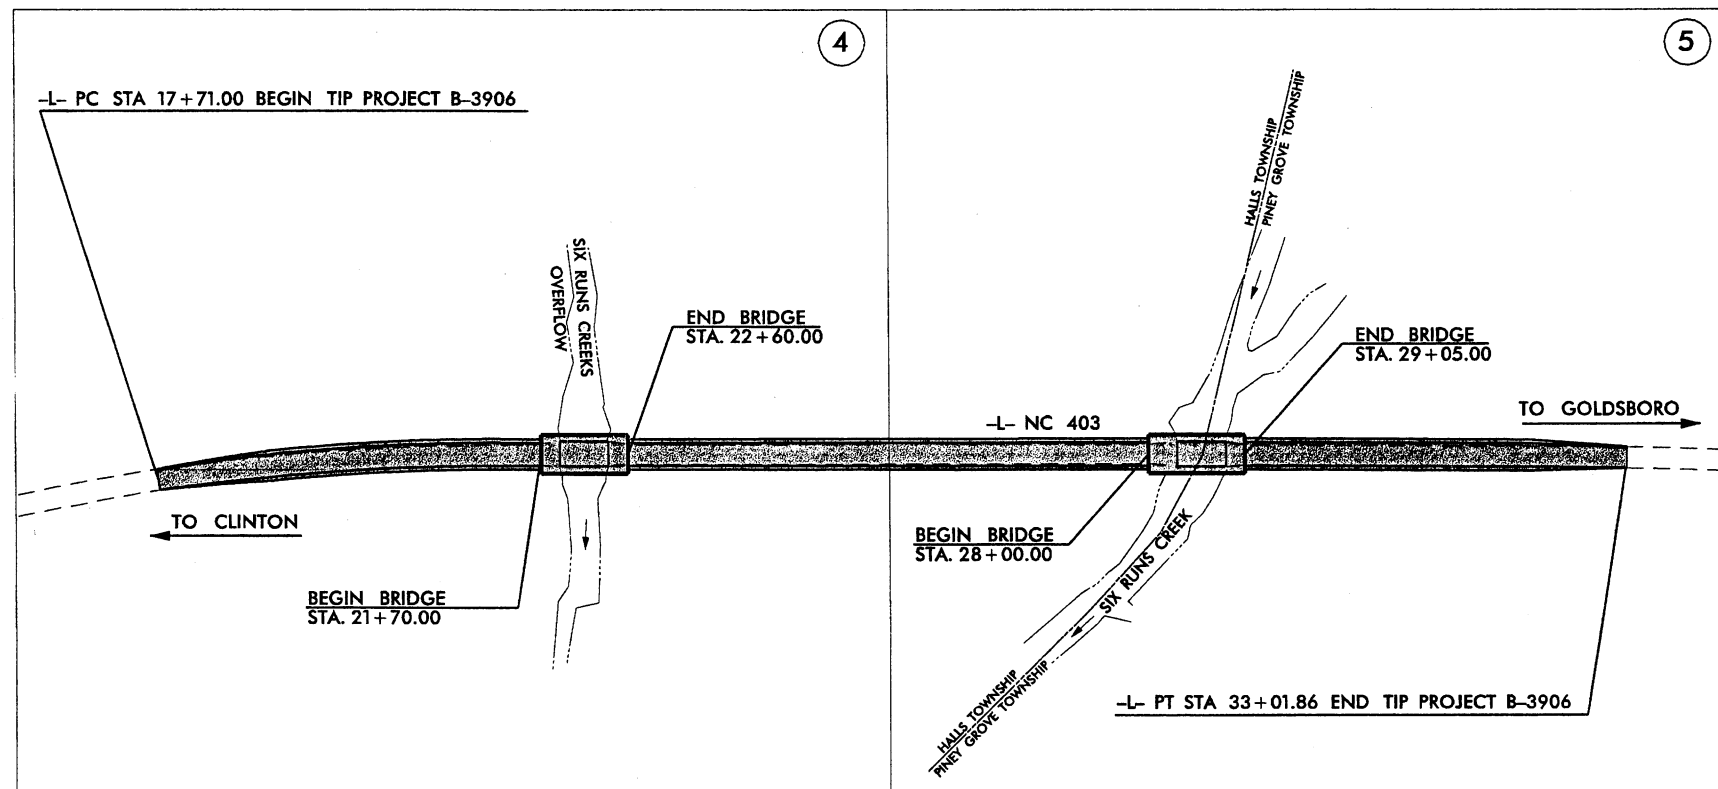 4
5
-L- PC STA 17+71.00 BEGIN TIP PROJECT B-3906
HALLS TOWNSHIP
PINEY GROVE TOWNSHIP
SIX RUNS CREEKS
OVERFLOW
END BRIDGE
STA. 22+60.00
END BRIDGE
STA. 29+05.00
-L- NC 403
TO GOLDSBORO
TO CLINTON
BEGIN BRIDGE
STA. 28+00.00
SIX RUNS CREEK
BEGIN BRIDGE
STA. 21+70.00
HALLS TOWNSHIP
PINEY GROVE TOWNSHIP
-L- PT STA 33+01.86 END TIP PROJECT B-3906